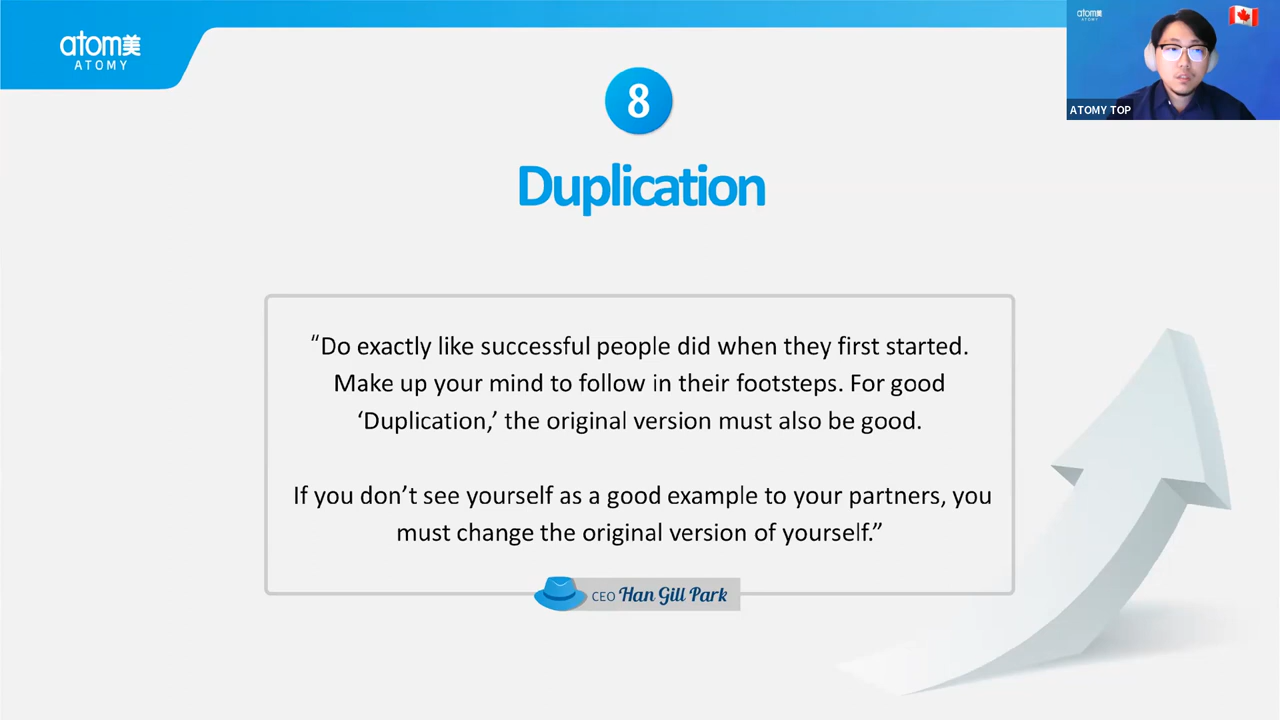 atom美
ATOMY
8
Duplication
“Do exactly like successful people did when they first started.
Make up your mind to follow in their footsteps. For good
‘Duplication,’ the original version must also be good.
If you don’t see yourself as a good example to your partners, you
must change the original version of yourself.”
CEO Han Gill Park
atom美
ATOMY
ATOMY TOP